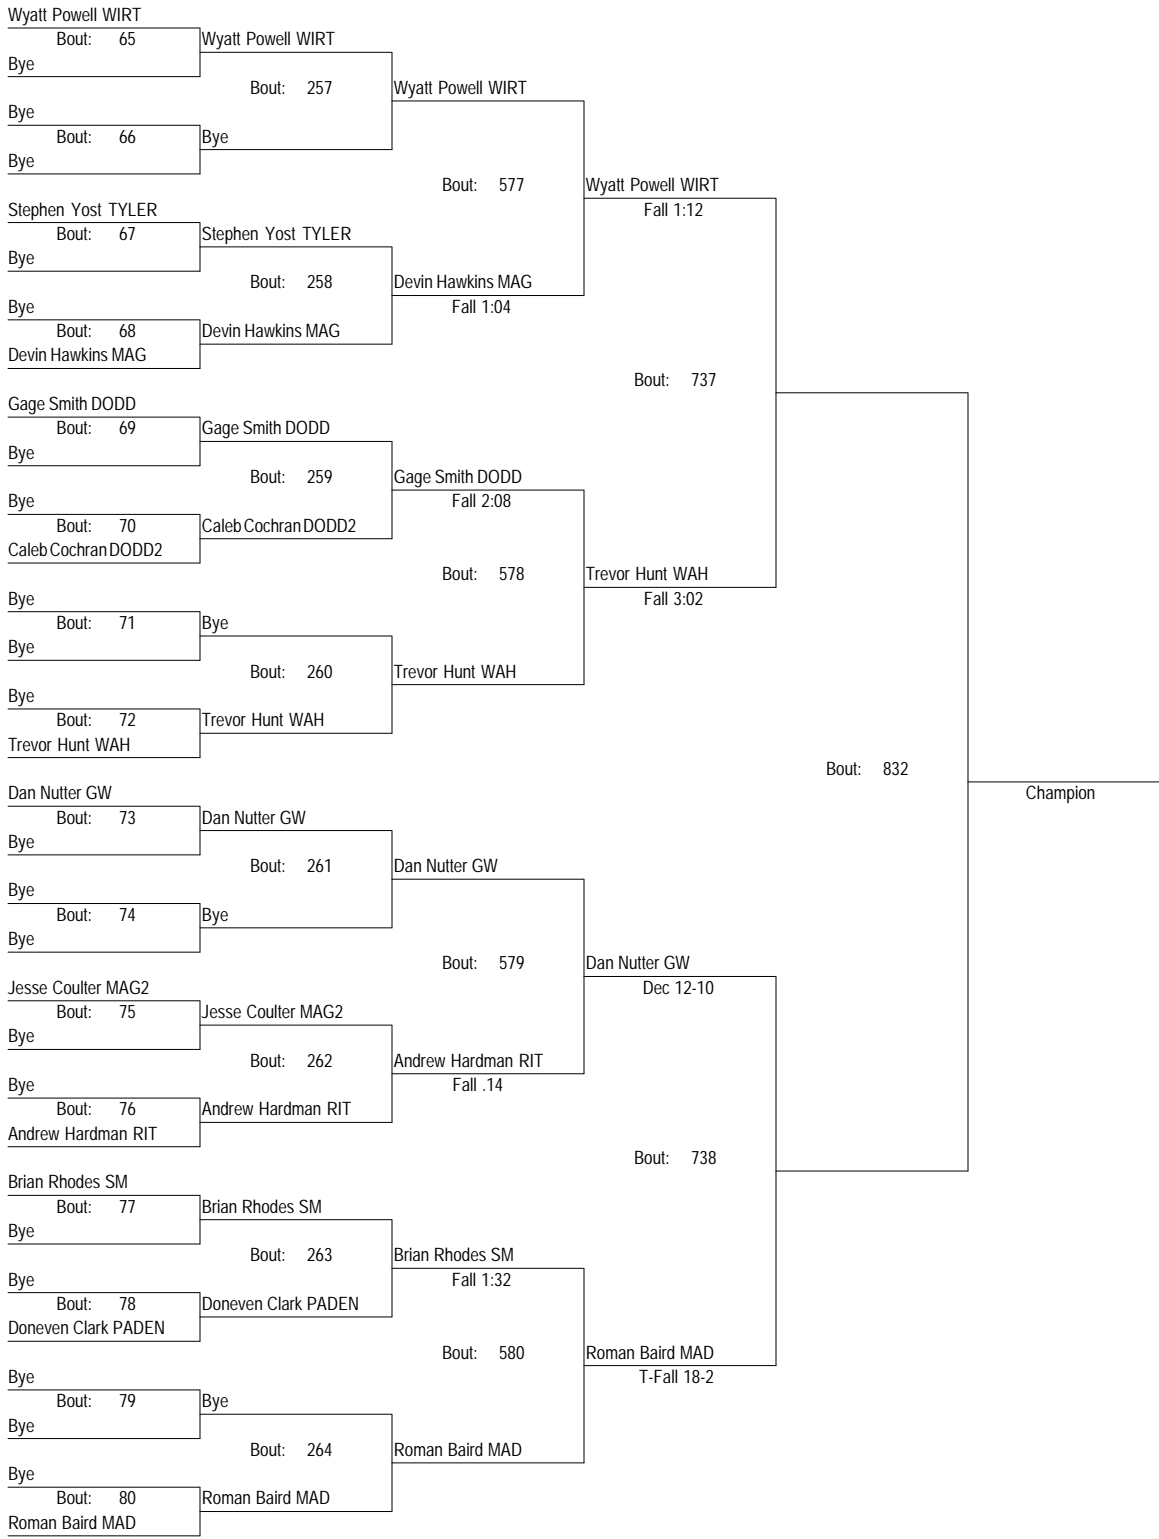 Wyatt Powell WIRT
Bout: 65 Wyatt Powell WIRT
Bye
Bout: 257 Wyatt Powell WIRT
Bye
Bout: 66 Bye
Bye
Bout: 577 Wyatt Powell WIRT
Fall 1:12
Stephen Yost TYLER
Bout: 67 Stephen Yost TYLER
Bye
Bout: 258 Devin Hawkins MAG
Bye Fall 1:04
Bout: 68 Devin Hawkins MAG
Devin Hawkins MAG
Bout: 737
Gage Smith DODD
Bout: 69 Gage Smith DODD
Bye
Bout: 259 Gage Smith DODD
Bye Fall 2:08
Bout: 70 Caleb Cochran DODD2
Caleb Cochran DODD2
Bout: 578 Trevor Hunt WAH
Bye Fall 3:02
Bout: 71 Bye
Bye
Bout: 260 Trevor Hunt WAH
Bye
Bout: 72 Trevor Hunt WAH
Trevor Hunt WAH
Bout: 832
Champion
Dan Nutter GW
Bout: 73 Dan Nutter GW
Bye
Bout: 261 Dan Nutter GW
Bye
Bout: 74 Bye
Bye
Bout: 579 Dan Nutter GW
Dec 12-10
Jesse Coulter MAG2
Bout: 75 Jesse Coulter MAG2
Bye
Bout: 262 Andrew Hardman RIT
Bye Fall .14
Bout: 76 Andrew Hardman RIT
Andrew Hardman RIT
Bout: 738
Brian Rhodes SM
Bout: 77 Brian Rhodes SM
Bye
Bout: 263 Brian Rhodes SM
Bye Fall 1:32
Bout: 78 Doneven Clark PADEN
Doneven Clark PADEN
Bout: 580 Roman Baird MAD
Bye T-Fall 18-2
Bout: 79 Bye
Bye
Bout: 264 Roman Baird MAD
Bye
Bout: 80 Roman Baird MAD
Roman Baird MAD